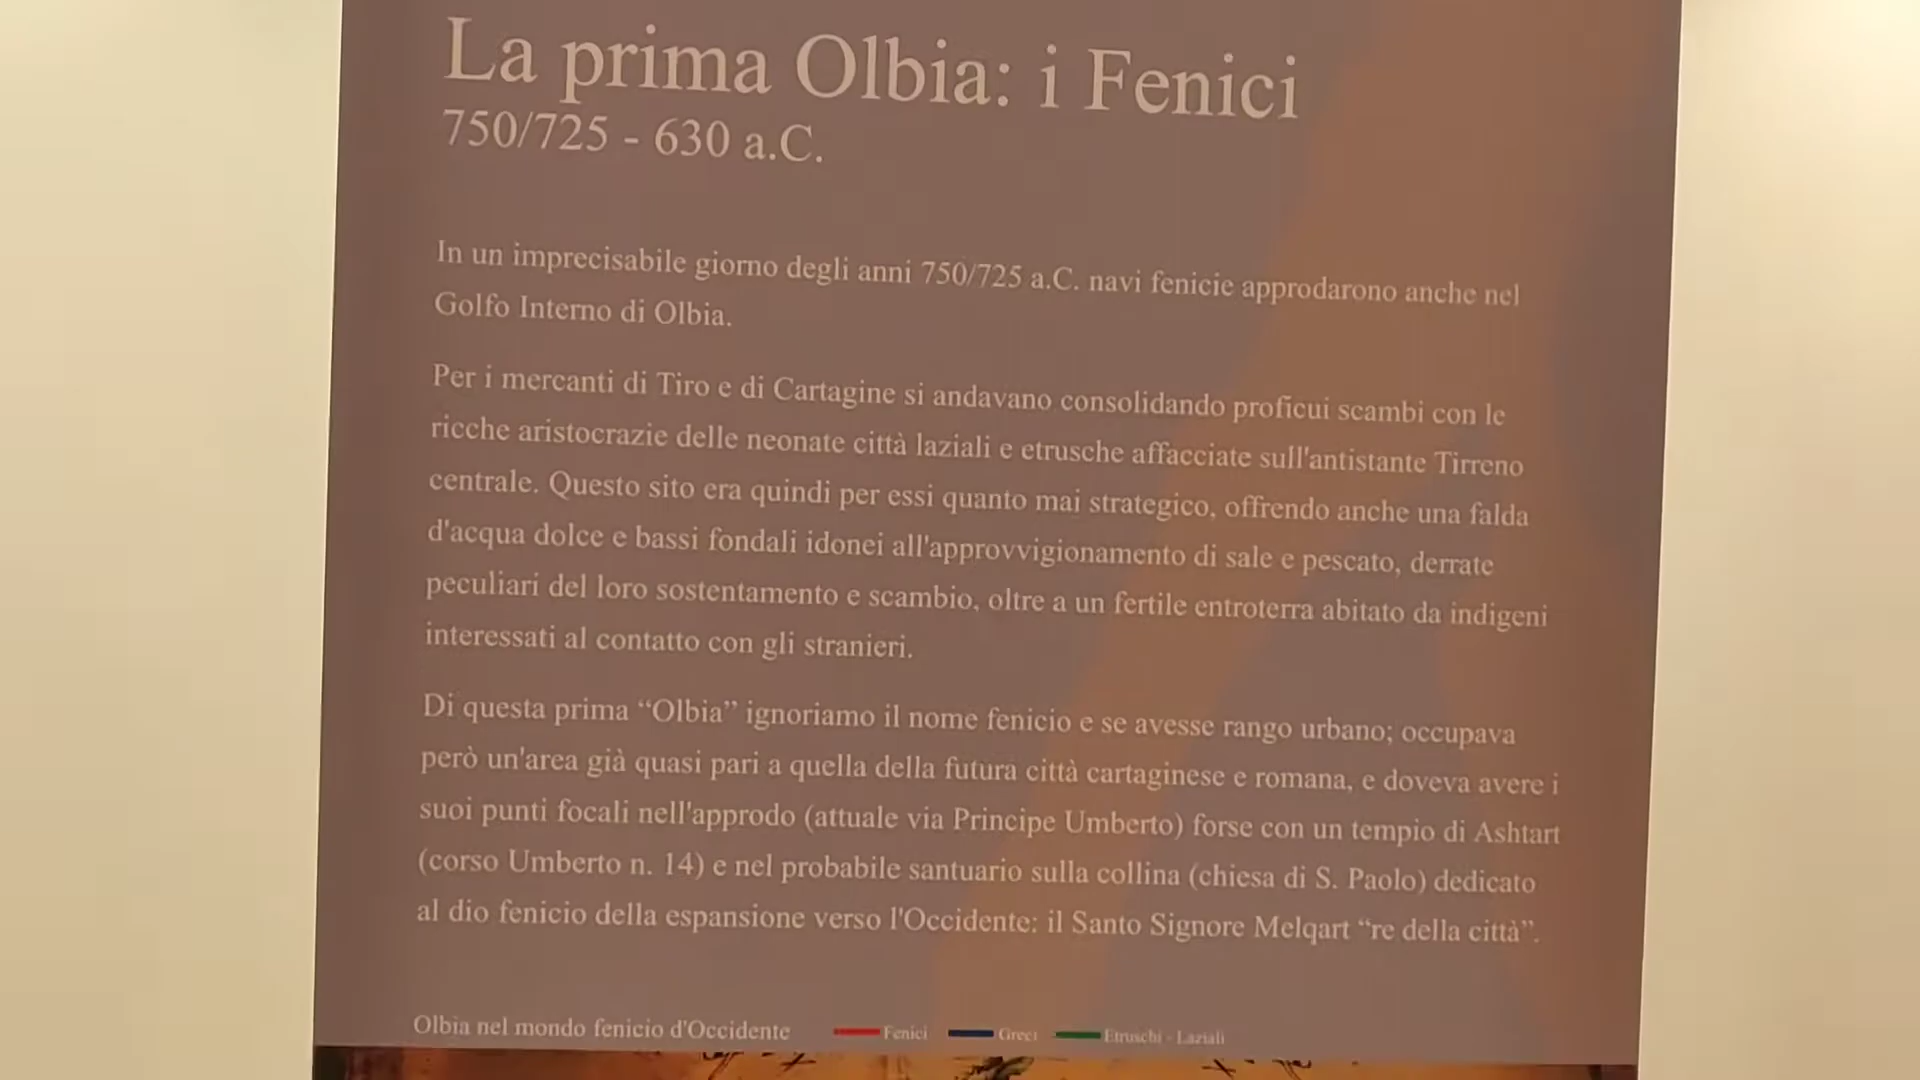 La prima Olbia: i Fenici
750/725 - 630 a.C.
In un imprecisabile giorno degli anni 750/725 a.C. navi fenicie approdarono anche nel
Golfo Interno di Olbia.
Per i mercanti di Tiro e di Cartagine si andavano consolidando proficui scambi con le
ricche aristocrazie delle neonate città laziali e etrusche affacciate sull'antistante Tirreno
centrale. Questo sito era quindi per essi quanto mai strategico, offrendo anche una falda
d'acqua dolce e bassi fondali idonei all'approvvigionamento di sale e pescato, derrate
peculiari del loro sostentamento e scambio, oltre a un fertile entroterra abitato da indigeni
interessati al contatto con gli stranieri.
Di questa prima “Olbia” ignoriamo il nome fenicio e se avesse rango urbano; occupava
però un'area già quasi pari a quella della futura città cartaginese e romana, e doveva avere i
suoi punti focali nell'approdo (attuale via Principe Umberto) forse con un tempio di Ashtart
(corso Umberto n. 14) e nel probabile santuario sulla collina (chiesa di S. Paolo) dedicato
al dio fenicio della espansione verso l'Occidente: il Santo Signore Melqart “re della città”.
Olbia nel mondo fenicio d'Occidente Fenici Greci Etruschi - Laziali